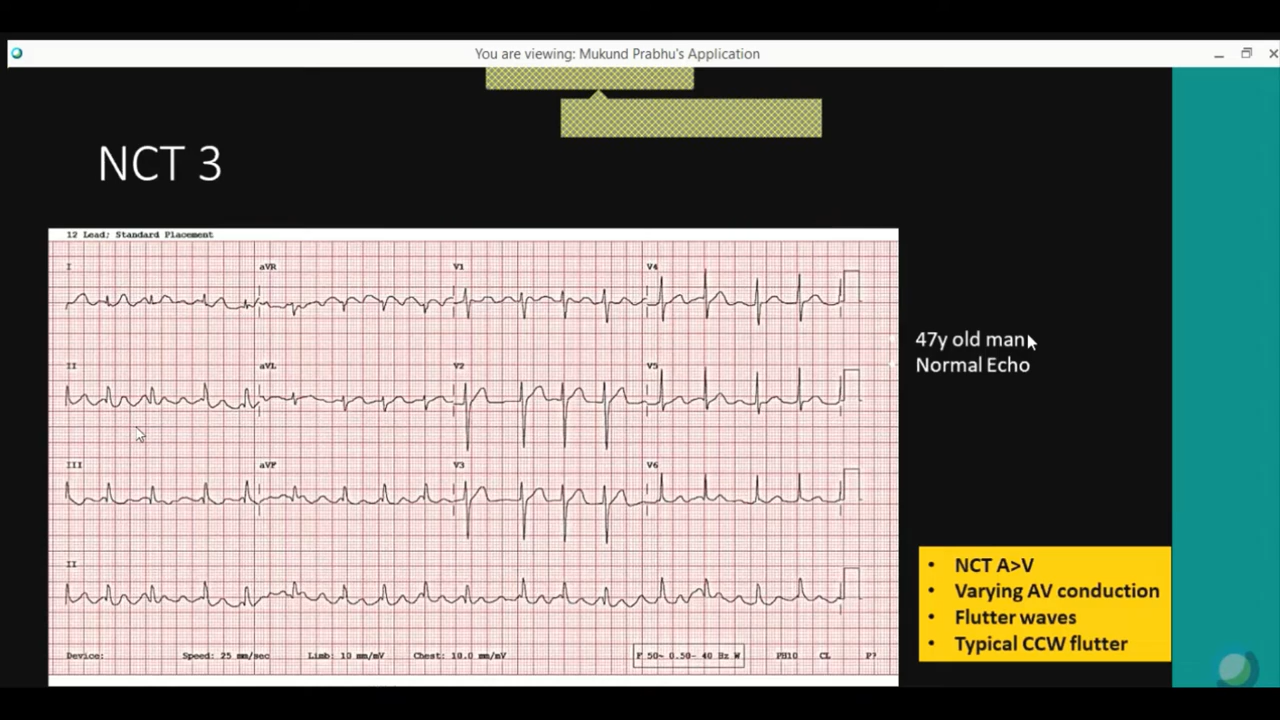 You are viewing: Mukund Prabhu's Application
NCT 3
12 Lead; Standard Placement
I aVR V1 V4
II aVL V2 V5
III aVF V3 V6
II
Device: Speed: 25 mm/sec Limb: 10 mm/mV Chest: 10.0 mm/mV F 50~ 0.50- 40 Hz W PH10 CL P?
47y old man
Normal Echo
• NCT A>V
• Varying AV conduction
• Flutter waves
• Typical CCW flutter